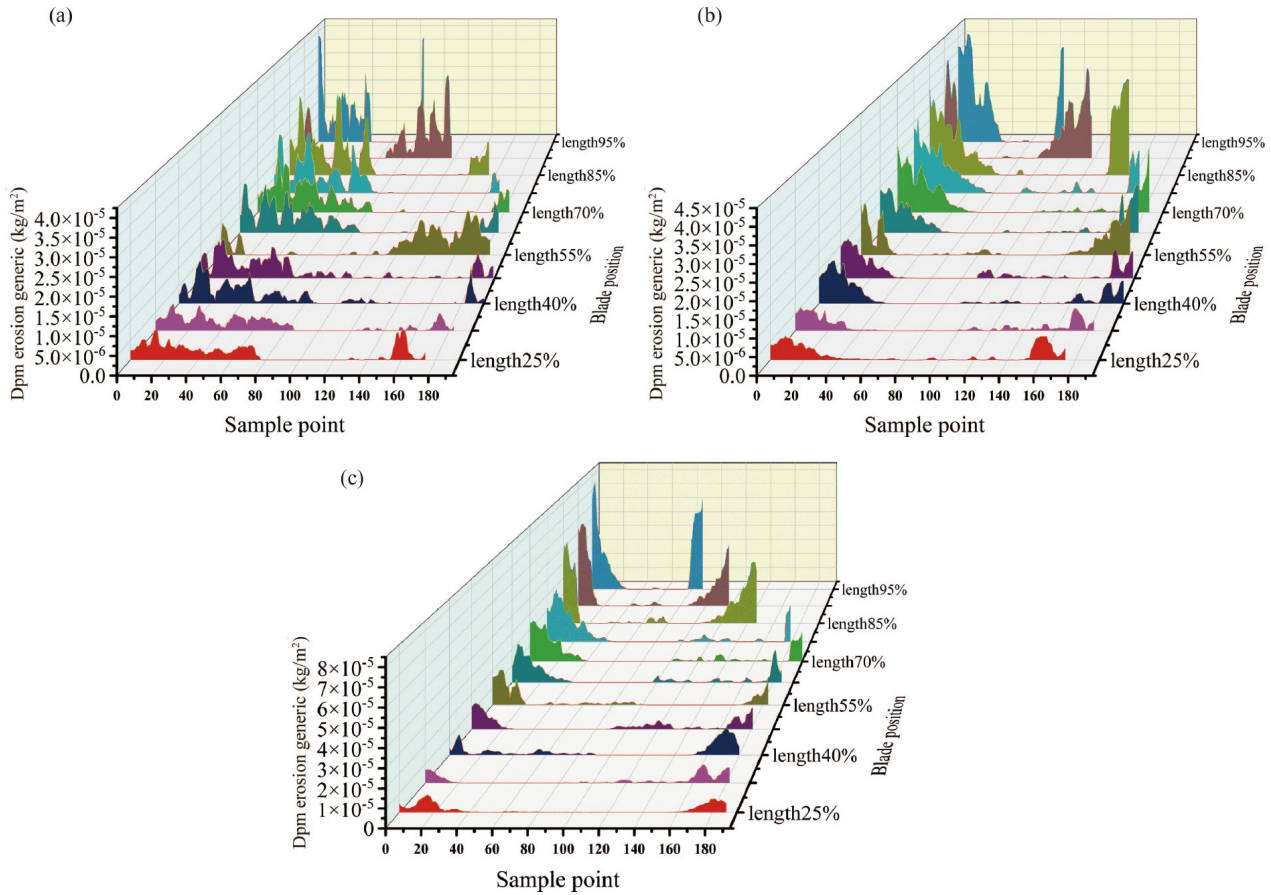 (a)
Dpm erosion generic (kg/m²)
4.0×10⁻⁵
3.5×10⁻⁵
3.0×10⁻⁵
2.5×10⁻⁵
2.0×10⁻⁵
1.5×10⁻⁵
1.0×10⁻⁵
5.0×10⁻⁶
0.0
0 20 40 60 80 100 120 140 160 180
Sample point
length95%
length85%
length70%
length55%
length40%
length25%
Blade position
(b)
Dpm erosion generic (kg/m²)
4.5×10⁻⁵
4.0×10⁻⁵
3.5×10⁻⁵
3.0×10⁻⁵
2.5×10⁻⁵
2.0×10⁻⁵
1.5×10⁻⁵
1.0×10⁻⁵
5.0×10⁻⁶
0.0
0 20 40 60 80 100 120 140 160 180
Sample point
length95%
length85%
length70%
length55%
length40%
length25%
Blade position
(c)
Dpm erosion generic (kg/m²)
8×10⁻⁵
7×10⁻⁵
6×10⁻⁵
5×10⁻⁵
4×10⁻⁵
3×10⁻⁵
2×10⁻⁵
1×10⁻⁵
0
0 20 40 60 80 100 120 140 160 180
Sample point
length95%
length85%
length70%
length55%
length40%
length25%
Blade position